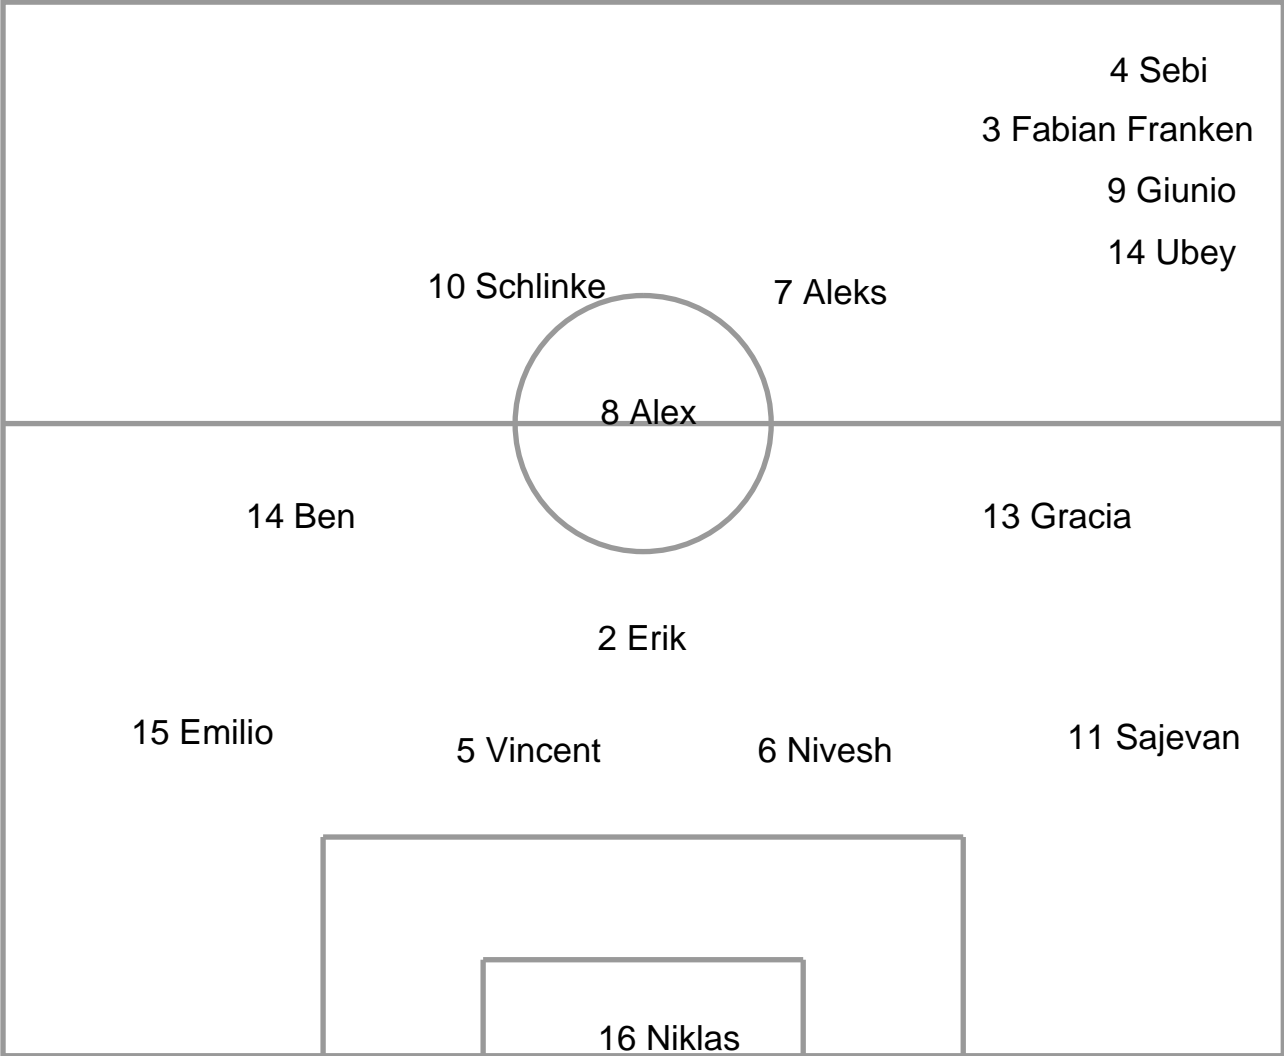 4 Sebi
3 Fabian Franken
9 Giunio
14 Ubey
10 Schlinke
7 Aleks
8 Alex
14 Ben
13 Gracia
2 Erik
15 Emilio
5 Vincent
6 Nivesh
11 Sajevan
16 Niklas